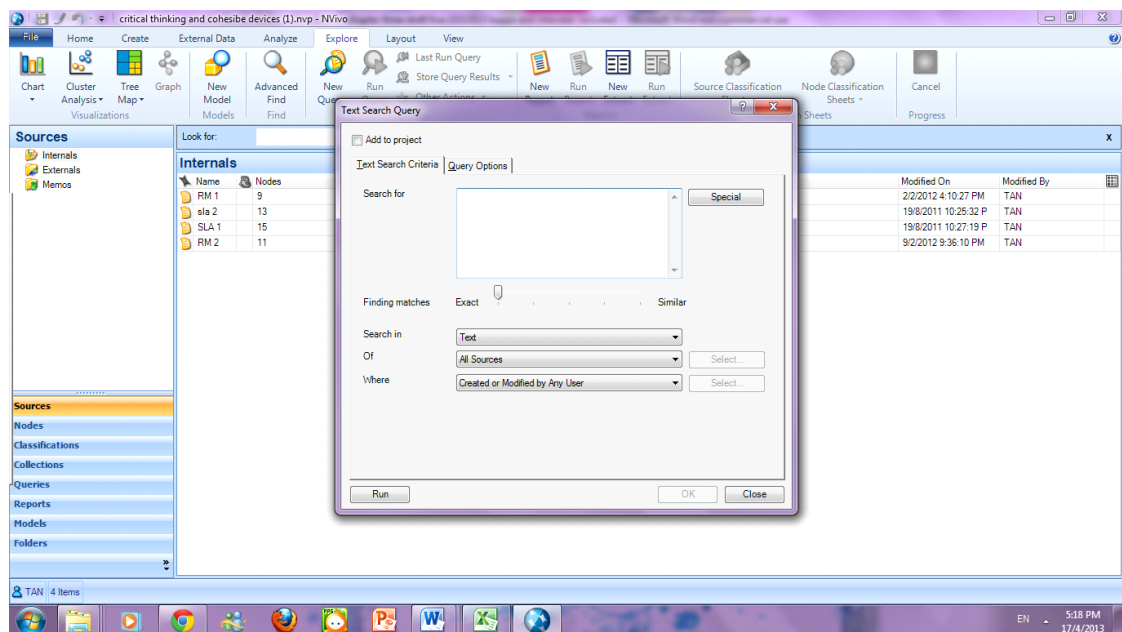 critical thinking and cohesibe devices (1).nvp - NVivo
File Home Create External Data Analyze Explore Layout View
Chart
Cluster Analysis
Tree Map
Graph
New Model
Advanced Find
New
Run
Last Run Query
Store Query Results
Other Actions
New
Run
New
Run
Source Classification
Node Classification Sheets
Cancel
Visualizations Models Find Sheets Progress
Sources
Internals
Externals
Memos
Look for:
X
Internals
Name Nodes Modified On Modified By
RM 1 9 2/2/2012 4:10:27 PM TAN
sla 2 13 19/8/2011 10:25:32 P TAN
SLA 1 15 19/8/2011 10:27:19 P TAN
RM 2 11 9/2/2012 9:36:10 PM TAN
Text Search Query
Add to project
Text Search Criteria Query Options
Search for Special
Finding matches Exact Similar
Search in Text
Of All Sources Select...
Where Created or Modified by Any User Select...
Run OK Close
Sources
Nodes
Classifications
Collections
Queries
Reports
Models
Folders
TAN 4 Items
EN 5:18 PM
17/4/2013